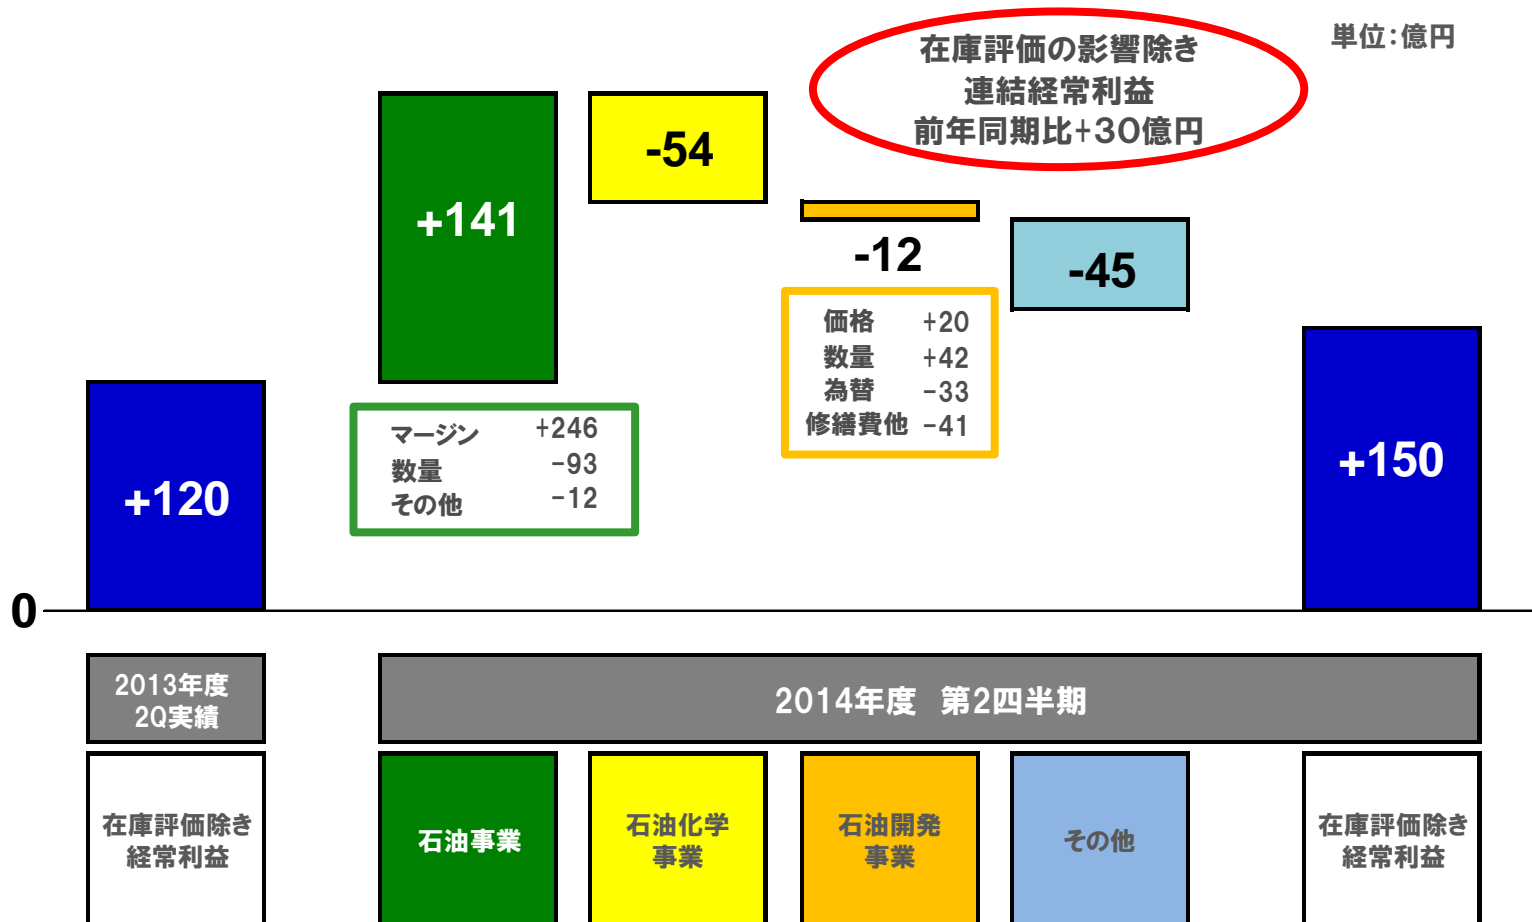 単位：億円
在庫評価の影響除き
連結経常利益
前年同期比+30億円
+141
-54
-12
-45
価格 +20
数量 +42
為替 -33
修繕費他 -41
マージン +246
数量 -93
その他 -12
+120
+150
0
2013年度
2Q実績
2014年度　第2四半期
在庫評価除き
経常利益
石油事業
石油化学
事業
石油開発
事業
その他
在庫評価除き
経常利益